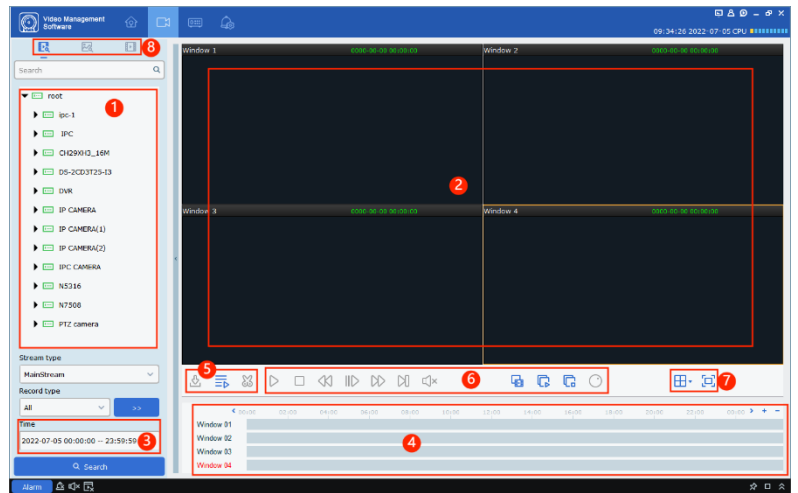 Video Management
Software
09:34:26 2022-07-05 CPU
8
Search
1
root
ipc-1
IPC
CH29XH3_16M
DS-2CD3T25-I3
DVR
IP CAMERA
IP CAMERA(1)
IP CAMERA(2)
IPC CAMERA
N5316
N7508
PTZ camera
Stream type
MainStream
Record type
All
>>
Time
2022-07-05 00:00:00 -- 23:59:59
3
Search
Window 1 0000-00-00 00:00:00 Window 2 0000-00-00 00:00:00
2
Window 3 0000-00-00 00:00:00 Window 4 0000-00-00 00:00:00
5 6 7
00:00 02:00 04:00 06:00 08:00 10:00 12:00 14:00 16:00 18:00 20:00 22:00 00:00 + −
Window 01
Window 02
Window 03
Window 04
4
Alarm